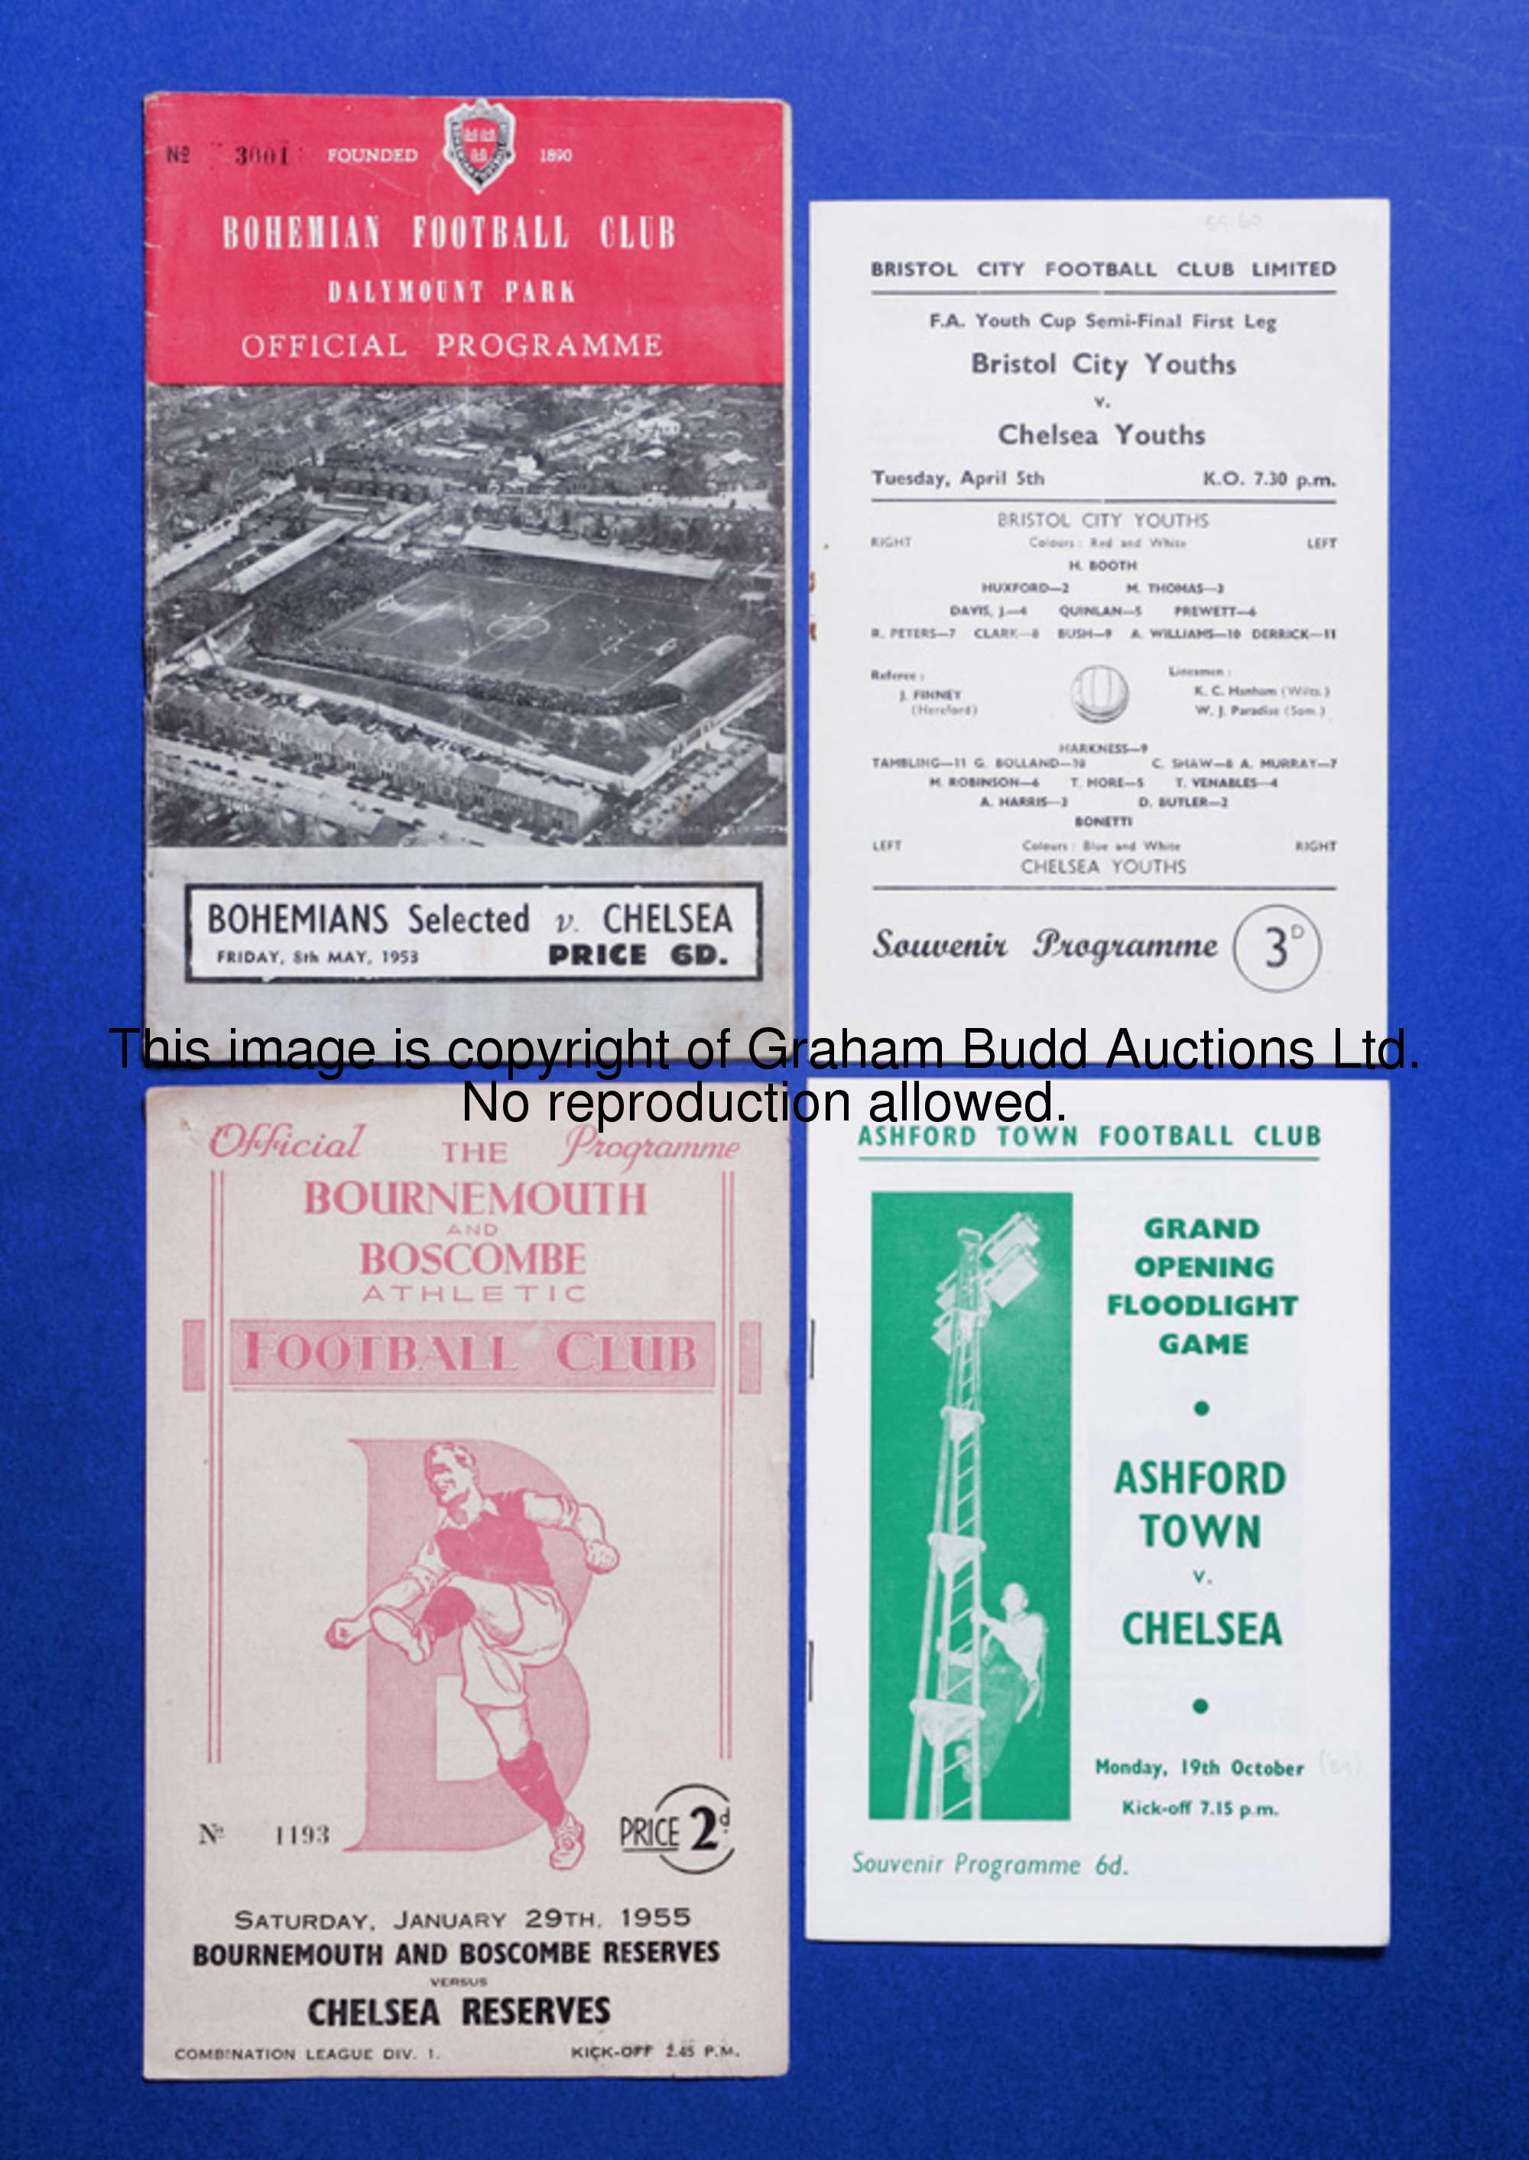 Nº 3001 FOUNDED 1890
BOHEMIAN FOOTBALL CLUB
DALYMOUNT PARK
OFFICIAL PROGRAMME
BOHEMIANS Selected v. CHELSEA
FRIDAY, 8th MAY, 1953 PRICE 6D.
BRISTOL CITY FOOTBALL CLUB LIMITED
F.A. Youth Cup Semi-Final First Leg
Bristol City Youths
v.
Chelsea Youths
Tuesday, April 5th K.O. 7.30 p.m.
BRISTOL CITY YOUTHS
RIGHT Colours: Red and White LEFT
H. BOOTH
HUXFORD—2 M. THOMAS—3
DAVIS, J.—4 QUINLAN—5 PREWETT—6
R. PETERS—7 CLARK—8 BUSH—9 A. WILLIAMS—10 DERRICK—11
Referee: Linesmen:
J. FINNEY K. C. Hanham (Wilts.)
(Hereford) W. J. Paradise (Som.)
HARKNESS—9
TAMBLING—11 G. BOLLAND—10 C. SHAW—8 A. MURRAY—7
M. ROBINSON—6 T. MORE—5 T. VENABLES—4
A. HARRIS—3 D. BUTLER—2
BONETTI
LEFT Colours: Blue and White RIGHT
CHELSEA YOUTHS
Souvenir Programme 3D
This image is copyright of Graham Budd Auctions Ltd.
No reproduction allowed.
Official THE Programme
BOURNEMOUTH
AND
BOSCOMBE
ATHLETIC
FOOTBALL CLUB
Nº 1193 PRICE 2d
SATURDAY, JANUARY 29TH, 1955
BOURNEMOUTH AND BOSCOMBE RESERVES
VERSUS
CHELSEA RESERVES
COMBINATION LEAGUE DIV. 1. KICK-OFF 2.45 P.M.
ASHFORD TOWN FOOTBALL CLUB
GRAND
OPENING
FLOODLIGHT
GAME
ASHFORD
TOWN
v.
CHELSEA
Monday, 19th October
Kick-off 7.15 p.m.
Souvenir Programme 6d.